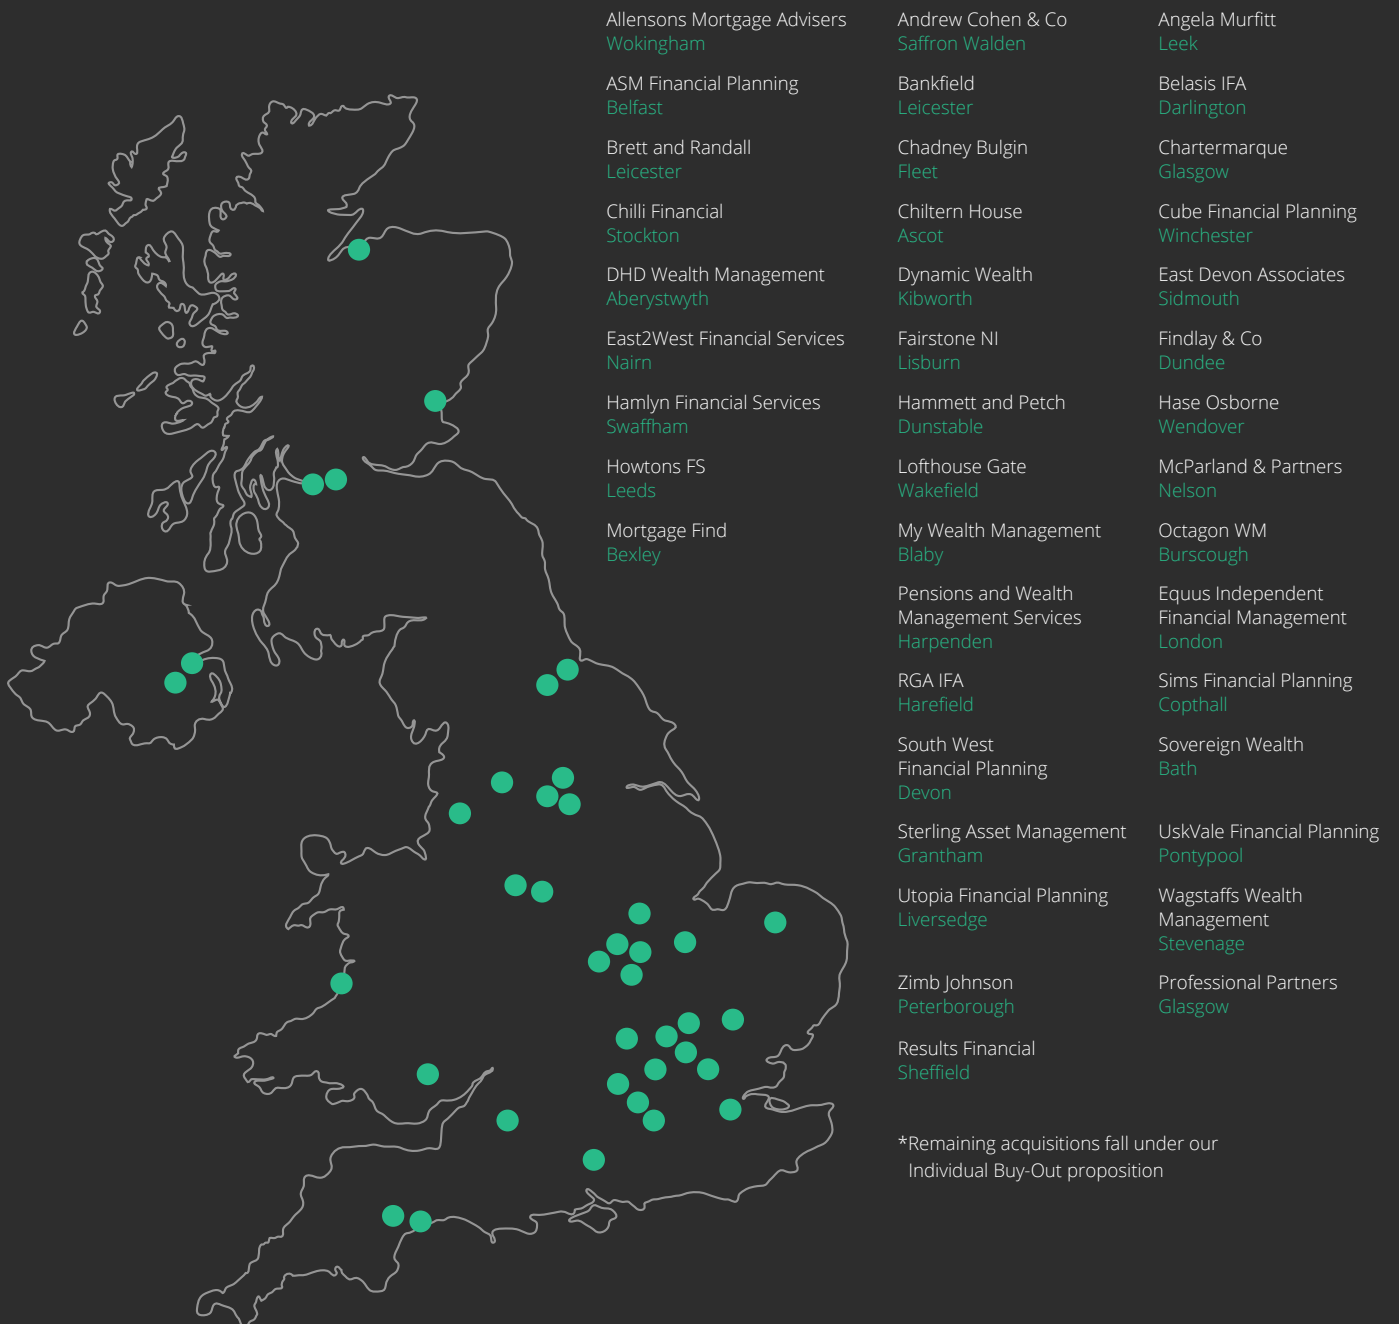 Allensons Mortgage Advisers
Wokingham
Andrew Cohen & Co
Saffron Walden
Angela Murfitt
Leek
ASM Financial Planning
Belfast
Bankfield
Leicester
Belasis IFA
Darlington
Brett and Randall
Leicester
Chadney Bulgin
Fleet
Chartermarque
Glasgow
Chilli Financial
Stockton
Chiltern House
Ascot
Cube Financial Planning
Winchester
DHD Wealth Management
Aberystwyth
Dynamic Wealth
Kibworth
East Devon Associates
Sidmouth
East2West Financial Services
Nairn
Fairstone NI
Lisburn
Findlay & Co
Dundee
Hamlyn Financial Services
Swaffham
Hammett and Petch
Dunstable
Hase Osborne
Wendover
Howtons FS
Leeds
Lofthouse Gate
Wakefield
McParland & Partners
Nelson
Mortgage Find
Bexley
My Wealth Management
Blaby
Octagon WM
Burscough
Pensions and Wealth
Management Services
Harpenden
Equus Independent
Financial Management
London
RGA IFA
Harefield
Sims Financial Planning
Copthall
South West
Financial Planning
Devon
Sovereign Wealth
Bath
Sterling Asset Management
Grantham
UskVale Financial Planning
Pontypool
Utopia Financial Planning
Liversedge
Wagstaffs Wealth
Management
Stevenage
Zimb Johnson
Peterborough
Professional Partners
Glasgow
Results Financial
Sheffield
*Remaining acquisitions fall under our
Individual Buy-Out proposition